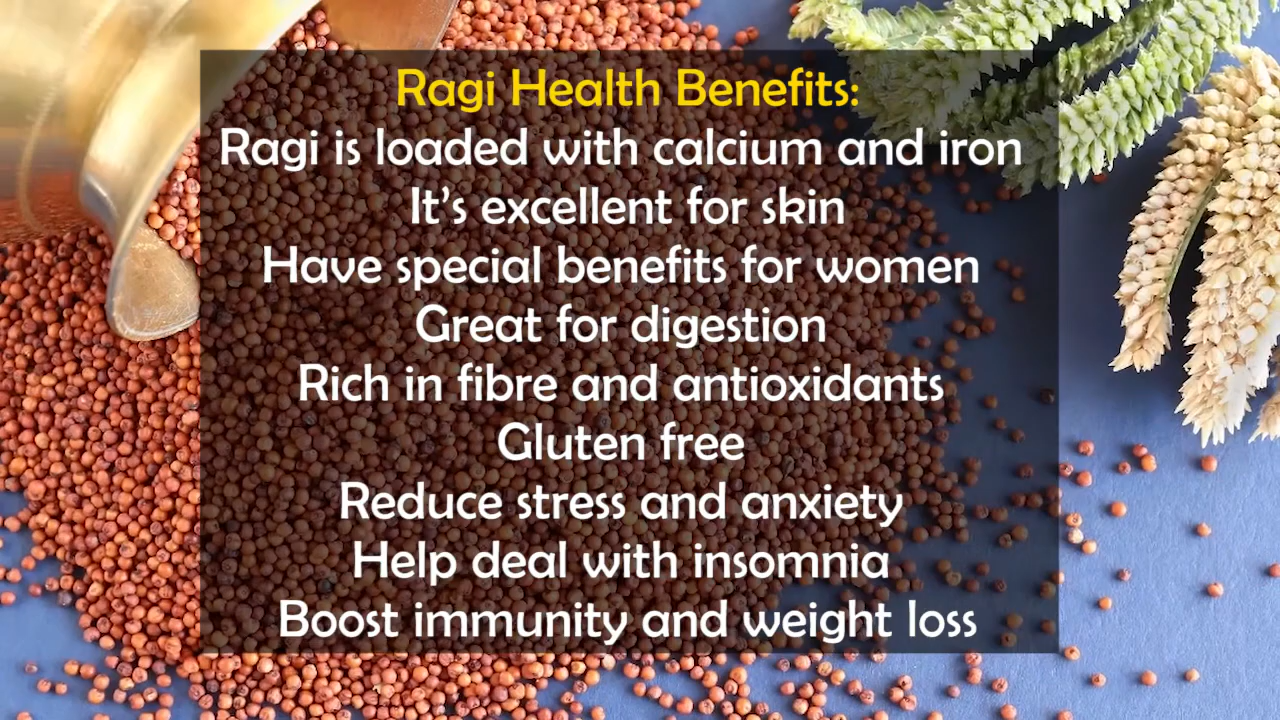 Ragi Health Benefits:
Ragi is loaded with calcium and iron
It's excellent for skin
Have special benefits for women
Great for digestion
Rich in fibre and antioxidants
Gluten free
Reduce stress and anxiety
Help deal with insomnia
Boost immunity and weight loss